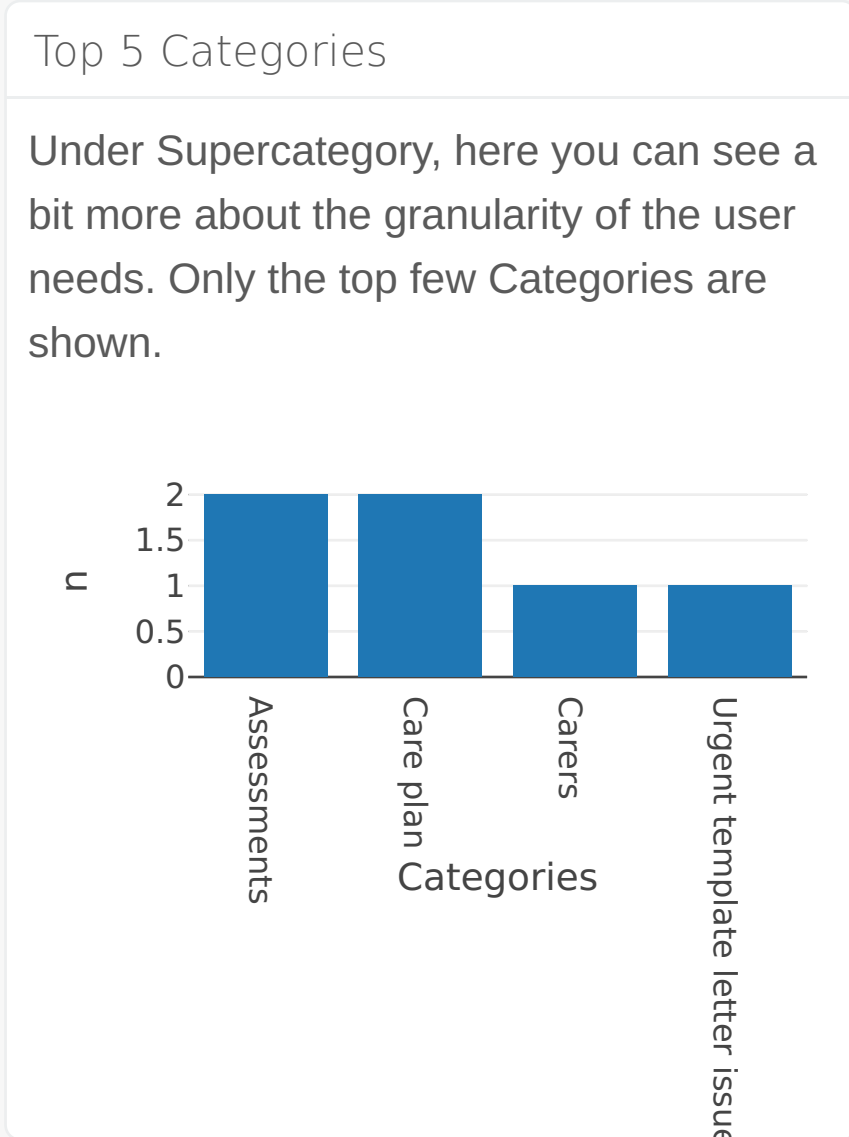 Top 5 Categories
Under Supercategory, here you can see a
bit more about the granularity of the user
needs. Only the top few Categories are
shown.
2
1.5
1
0.5
0
n
Assessments
Care plan
Carers
Urgent template letter issue
Categories